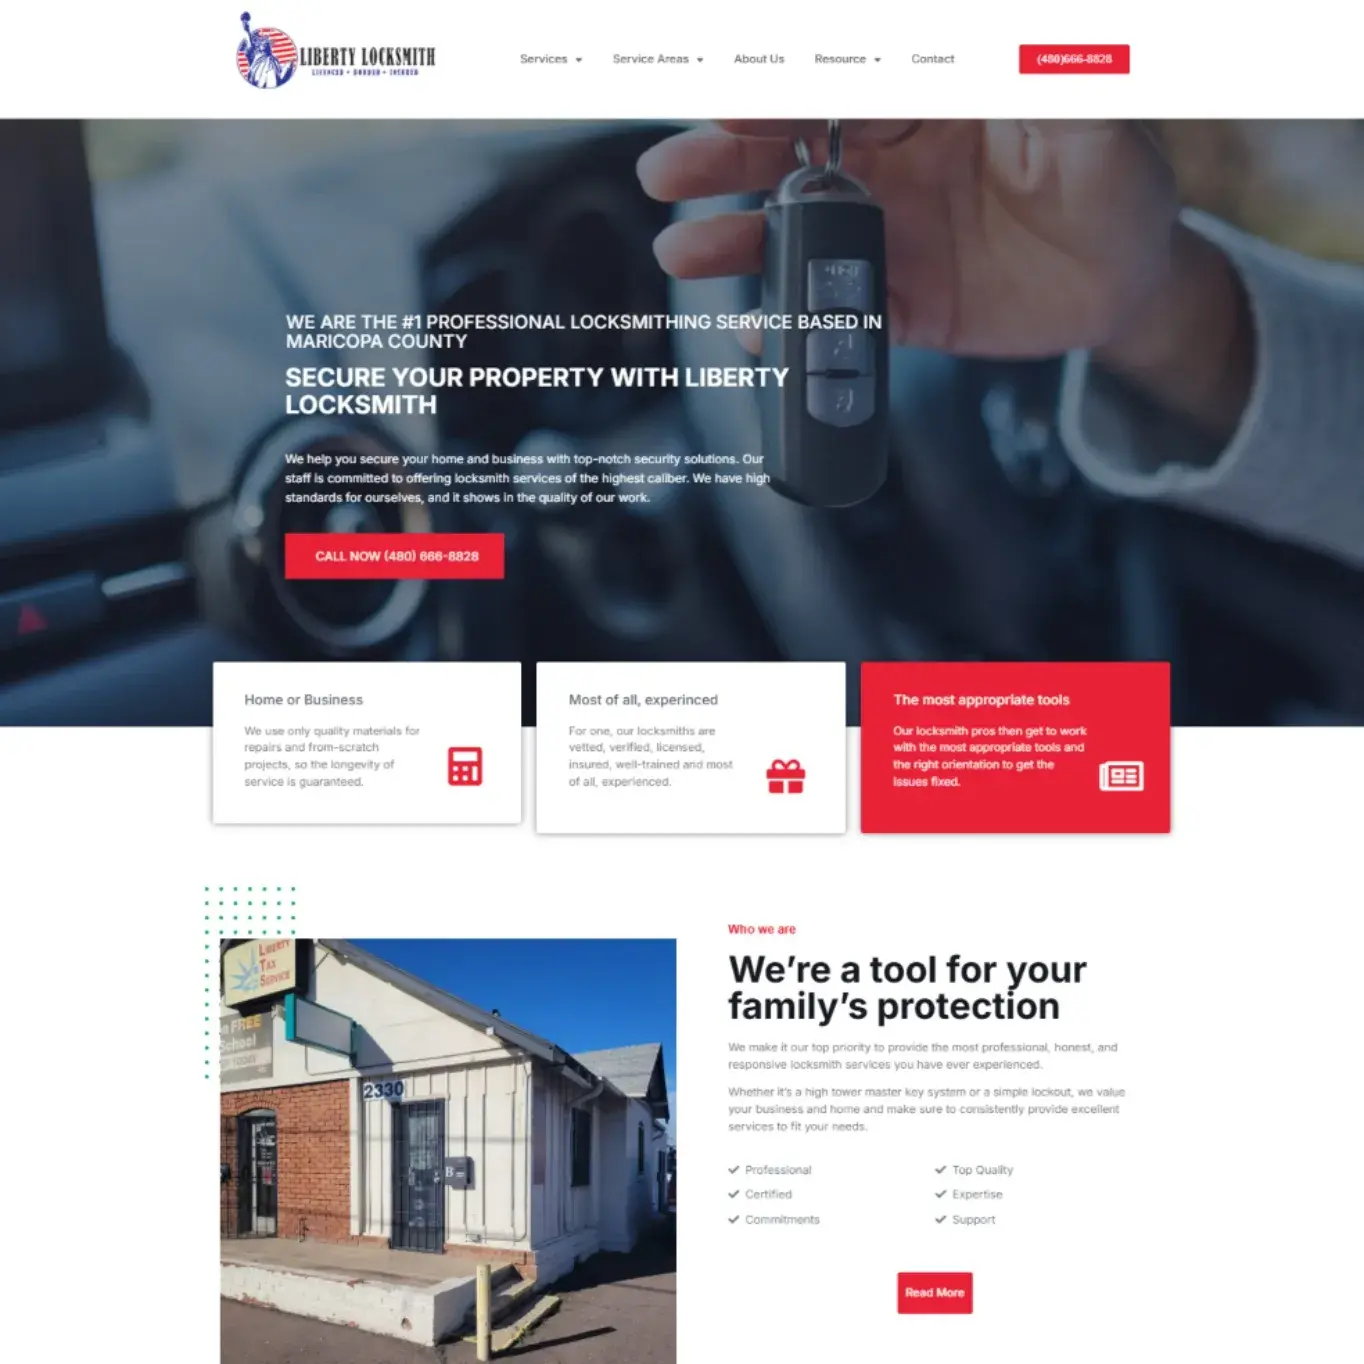 LIBERTY LOCKSMITH
LICENSED • BONDED • INSURED
Services
Service Areas
About Us
Resource
Contact
(480)666-8828
WE ARE THE #1 PROFESSIONAL LOCKSMITHING SERVICE BASED IN
MARICOPA COUNTY
SECURE YOUR PROPERTY WITH LIBERTY
LOCKSMITH
We help you secure your home and business with top-notch security solutions. Our
staff is committed to offering locksmith services of the highest caliber. We have high
standards for ourselves, and it shows in the quality of our work.
CALL NOW (480) 666-8828
Home or Business
We use only quality materials for
repairs and from-scratch
projects, so the longevity of
service is guaranteed.
Most of all, experinced
For one, our locksmiths are
vetted, verified, licensed,
insured, well-trained and most
of all, experienced.
The most appropriate tools
Our locksmith pros then get to work
with the most appropriate tools and
the right orientation to get the
issues fixed.
LIBERTY
TAX
SERVICE
FREE
School
2330
B
Who we are
We're a tool for your
family's protection
We make it our top priority to provide the most professional, honest, and
responsive locksmith services you have ever experienced.
Whether it's a high tower master key system or a simple lockout, we value
your business and home and make sure to consistently provide excellent
services to fit your needs.
Professional
Top Quality
Certified
Expertise
Commitments
Support
Read More